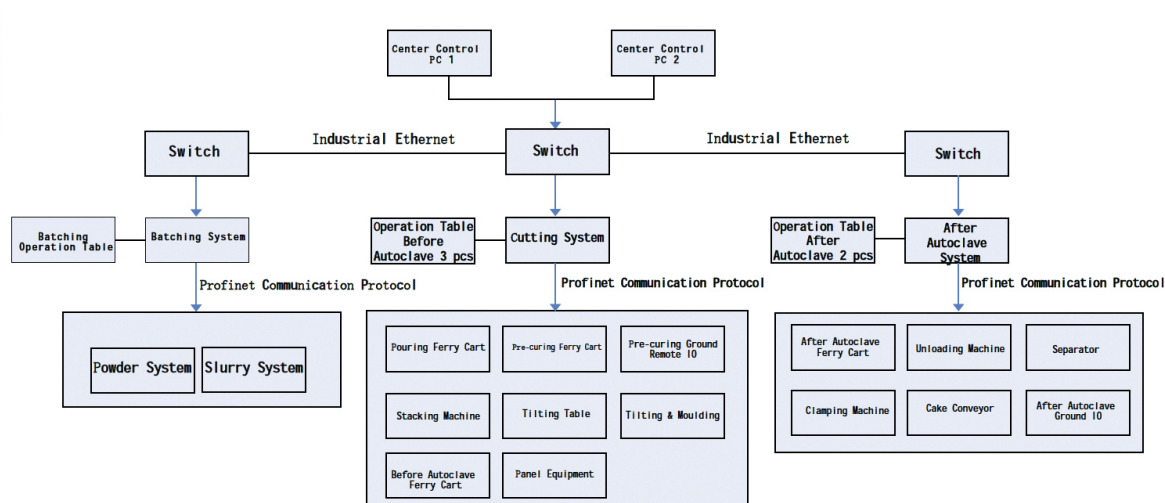 Center Control
PC 1
Center Control
PC 2
Switch
Industrial Ethernet
Switch
Industrial Ethernet
Switch
Batching
Operation Table
Batching System
Operation Table
Before
Autoclave 3 pcs
Cutting System
Operation Table
After
Autoclave 2 pcs
After
Autoclave
System
Profinet Communication Protocol
Profinet Communication Protocol
Profinet Communication Protocol
Powder System
Slurry System
Pouring Ferry Cart
Pre-curing Ferry Cart
Pre-curing Ground
Remote IO
Stacking Machine
Tilting Table
Tilting & Moulding
Before Autoclave
Ferry Cart
Panel Equipment
After Autoclave
Ferry Cart
Unloading Machine
Separator
Clamping Machine
Cake Conveyor
After Autoclave
Ground IO